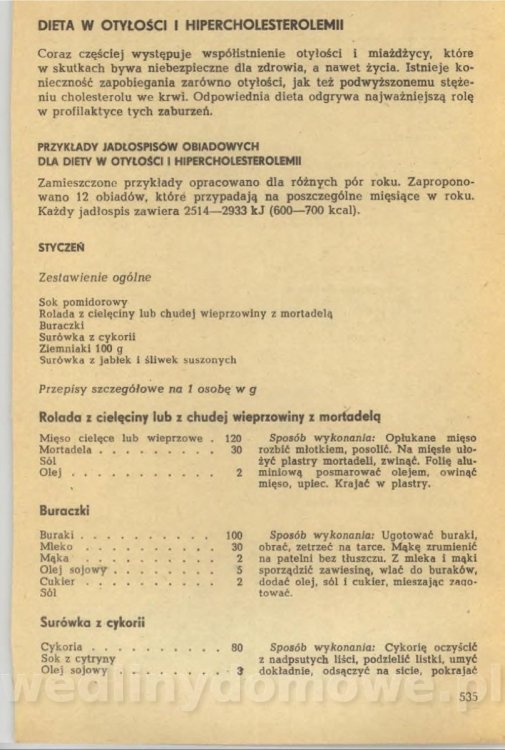 DIETA W OTYŁOŚCI I HIPERCHOLESTEROLEMII
Coraz częściej występuje współistnienie otyłości i miażdżycy, które
w skutkach bywa niebezpieczne dla zdrowia, a nawet życia. Istnieje ko-
nieczność zapobiegania zarówno otyłości, jak też podwyższonemu stęże-
niu cholesterolu we krwi. Odpowiednia dieta odgrywa najważniejszą rolę
w profilaktyce tych zaburzeń.
PRZYKŁADY JADŁOSPISÓW OBIADOWYCH
DLA DIETY W OTYŁOŚCI I HIPERCHOLESTEROLEMII
Zamieszczone przykłady opracowano dla różnych pór roku. Zapropono-
wano 12 obiadów, które przypadają na poszczególne miesiące w roku.
Każdy jadłospis zawiera 2514—2933 kJ (600—700 kcal).
STYCZEŃ
Zestawienie ogólne
Sok pomidorowy
Rolada z cielęciny lub chudej wieprzowiny z mortadelą
Buraczki
Surówka z cykorii
Ziemniaki 100 g
Surówka z jabłek i śliwek suszonych
Przepisy szczegółowe na 1 osobę w g
Rolada z cielęciny lub z chudej wieprzowiny z mortadelą
Mięso cielęce lub wieprzowe . 120
Mortadela . . . . . . . . . 30
Sól
Olej . . . . . . . . . . . 2
Sposób wykonania: Opłukane mięso
rozbić młotkiem, posolić. Na mięsie uło-
żyć plastry mortadeli, zwinąć. Folię alu-
miniową posmarować olejem, owinąć
mięso, upiec. Krajać w plastry.
Buraczki
Buraki . . . . . . . . . . 100
Mleko . . . . . . . . . . 30
Mąka . . . . . . . . . . 2
Olej sojowy . . . . . . . . 5
Cukier . . . . . . . . . . 2
Sól
Sposób wykonania: Ugotować buraki,
obrać, zetrzeć na tarce. Mąkę zrumienić
na patelni bez tłuszczu. Z mleka i mąki
sporządzić zawiesinę, wlać do buraków,
dodać olej, sól i cukier, mieszając zago-
tować.
Surówka z cykorii
Cykoria . . . . . . . . . . 80
Sok z cytryny
Olej sojowy . . . . . . . . 3
Sposób wykonania: Cykorię oczyścić
z nadpsutych liści, podzielić listki, umyć
dokładnie, odsączyć na sicie, pokrajać
wedlinydomowe.pl
535